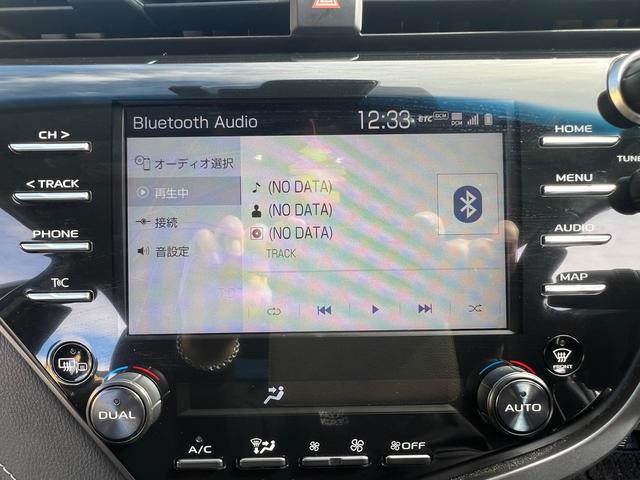 Bluetooth Audio 12:33 ETC DCM DCM
CH >
HOME
TUNE
オーディオ選択
< TRACK
再生中
(NO DATA)
MENU
(NO DATA)
接続
PHONE
(NO DATA)
AUDIO
音設定
TRACK
T C
MAP
FRONT
DUAL
AUTO
A/C
OFF